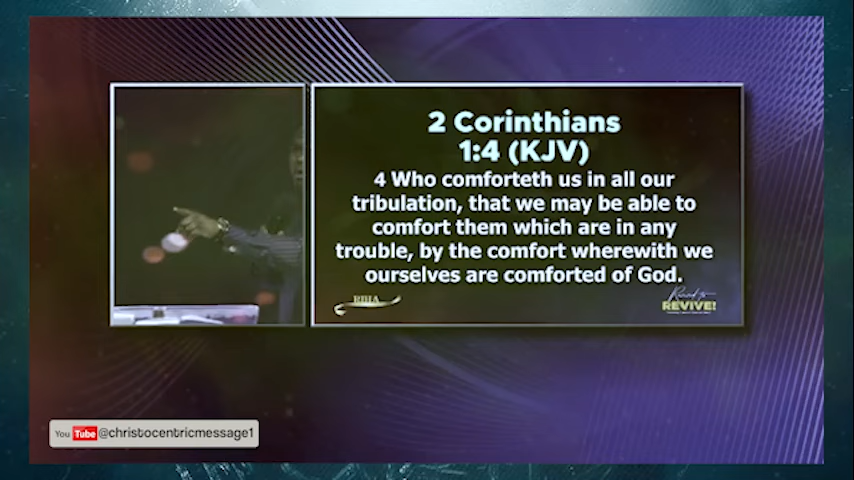 2 Corinthians
1:4 (KJV)
4 Who comforteth us in all our
tribulation, that we may be able to
comfort them which are in any
trouble, by the comfort wherewith we
ourselves are comforted of God.
REVIVE!
YouTube @christocentricmessage1